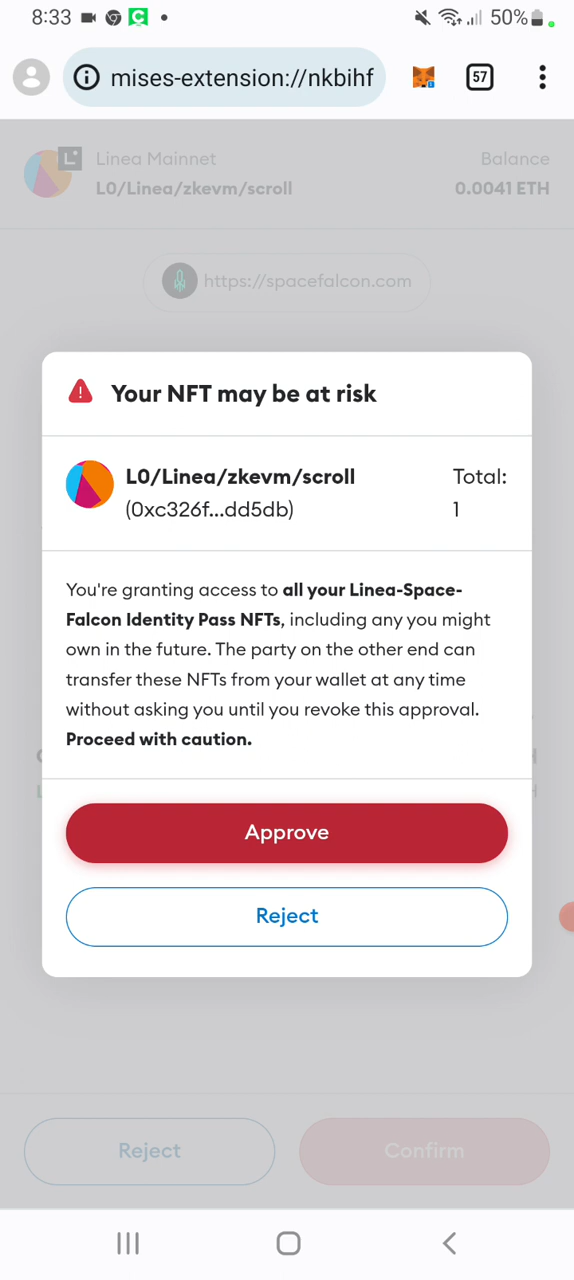 8:33
50%
mises-extension://nkbihf
57
Linea Mainnet
Balance
L0/Linea/zkevm/scroll
0.0041 ETH
https://spacefalcon.com
Your NFT may be at risk
L0/Linea/zkevm/scroll
Total:
(0xc326f...dd5db)
1
You're granting access to all your Linea-Space-
Falcon Identity Pass NFTs, including any you might
own in the future. The party on the other end can
transfer these NFTs from your wallet at any time
without asking you until you revoke this approval.
Proceed with caution.
Approve
Reject
Reject
Confirm